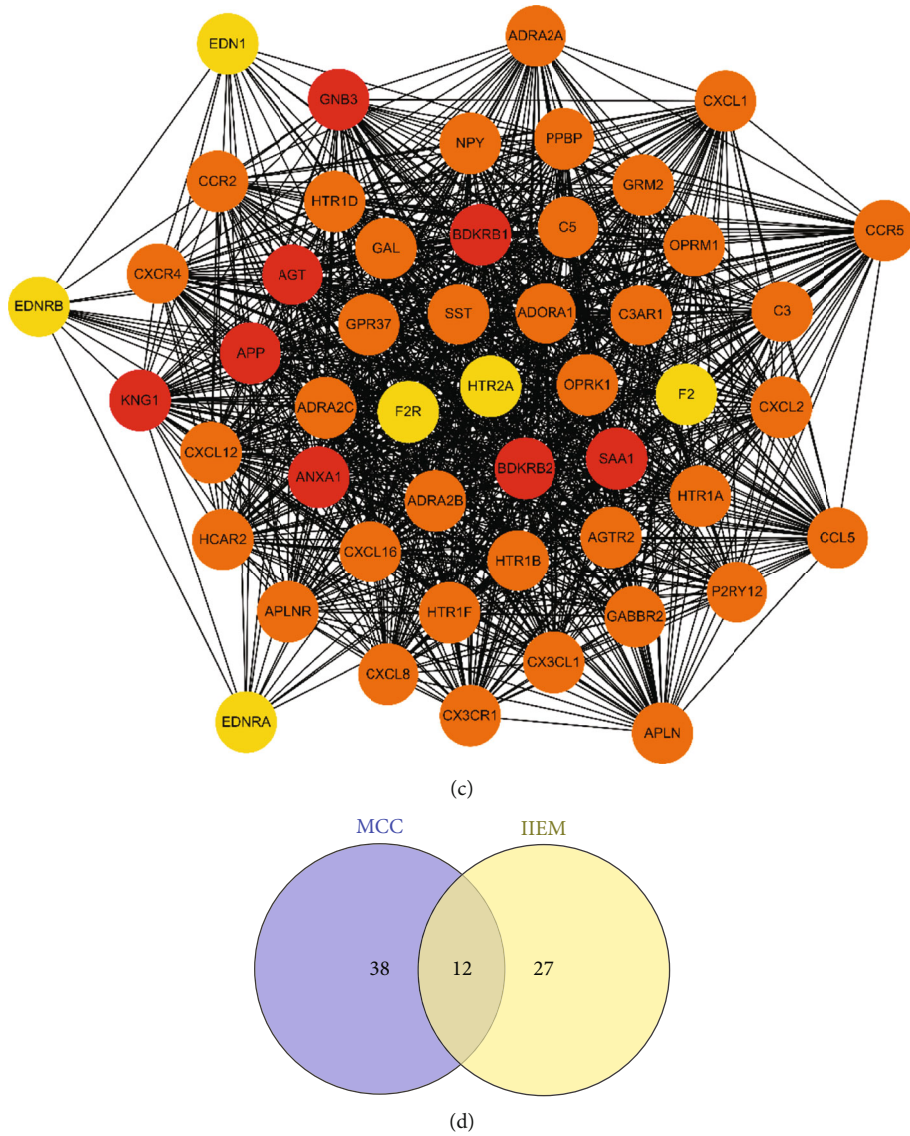 EDN1
ADRA2A
GNB3
CXCL1
NPY
PPBP
CCR2
HTR1D
GRM2
BDKRB1
C5
CCR5
GAL
OPRM1
CXCR4
AGT
EDNRB
SST
ADORA1
C3AR1
C3
GPR37
APP
HTR2A
OPRK1
F2
KNG1
ADRA2C
F2R
CXCL2
CXCL12
ANXA1
BDKRB2
SAA1
ADRA2B
HTR1A
HCAR2
CXCL16
HTR1B
AGTR2
CCL5
APLNR
HTR1F
GABBR2
P2RY12
CXCL8
CX3CL1
EDNRA
CX3CR1
APLN
(c)
MCC
IIEM
38
12
27
(d)